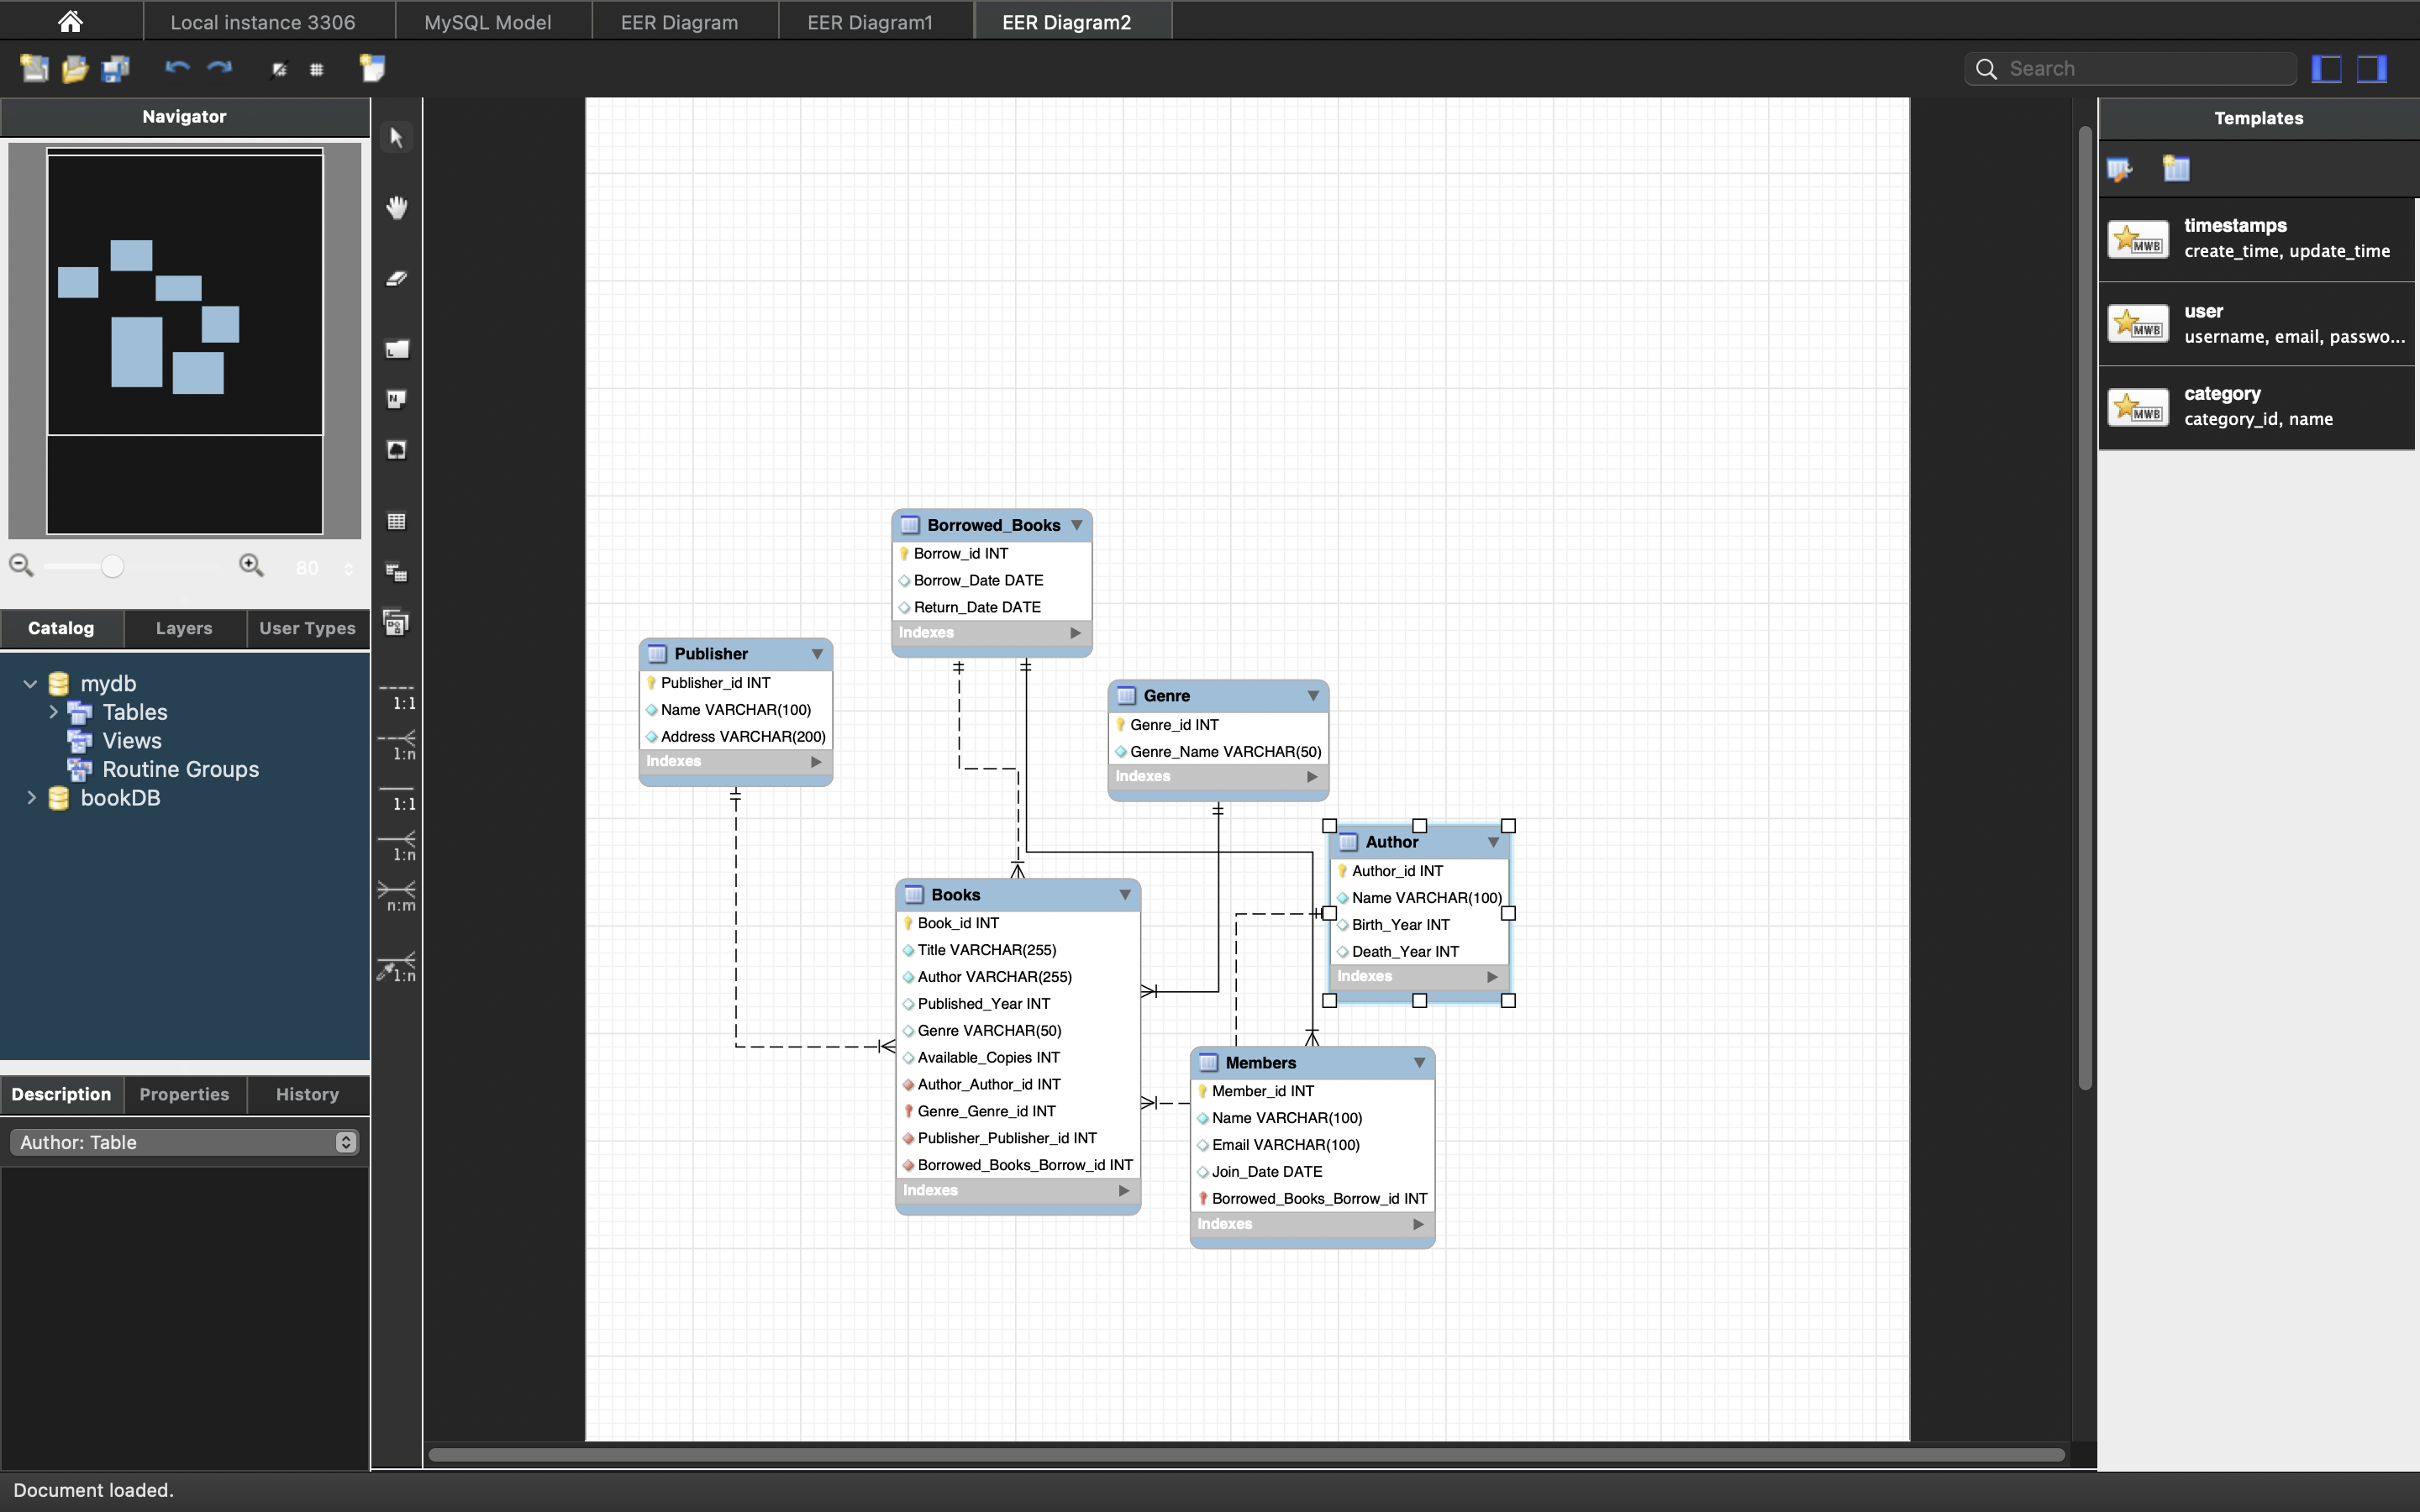 Local instance 3306
MySQL Model
EER Diagram
EER Diagram1
EER Diagram2
Search
Navigator
80
Catalog
Layers
User Types
mydb
Tables
Views
Routine Groups
bookDB
Description
Properties
History
Author: Table
L
N
1:1
1:n
1:1
1:n
n:m
1:n
Borrowed_Books
Borrow_id INT
Borrow_Date DATE
Return_Date DATE
Indexes
Publisher
Publisher_id INT
Name VARCHAR(100)
Address VARCHAR(200)
Indexes
Genre
Genre_id INT
Genre_Name VARCHAR(50)
Indexes
Author
Author_id INT
Name VARCHAR(100)
Birth_Year INT
Death_Year INT
Indexes
Books
Book_id INT
Title VARCHAR(255)
Author VARCHAR(255)
Published_Year INT
Genre VARCHAR(50)
Available_Copies INT
Author_Author_id INT
Genre_Genre_id INT
Publisher_Publisher_id INT
Borrowed_Books_Borrow_id INT
Indexes
Members
Member_id INT
Name VARCHAR(100)
Email VARCHAR(100)
Join_Date DATE
Borrowed_Books_Borrow_id INT
Indexes
Templates
MWB
timestamps
create_time, update_time
MWB
user
username, email, passwo...
MWB
category
category_id, name
Document loaded.